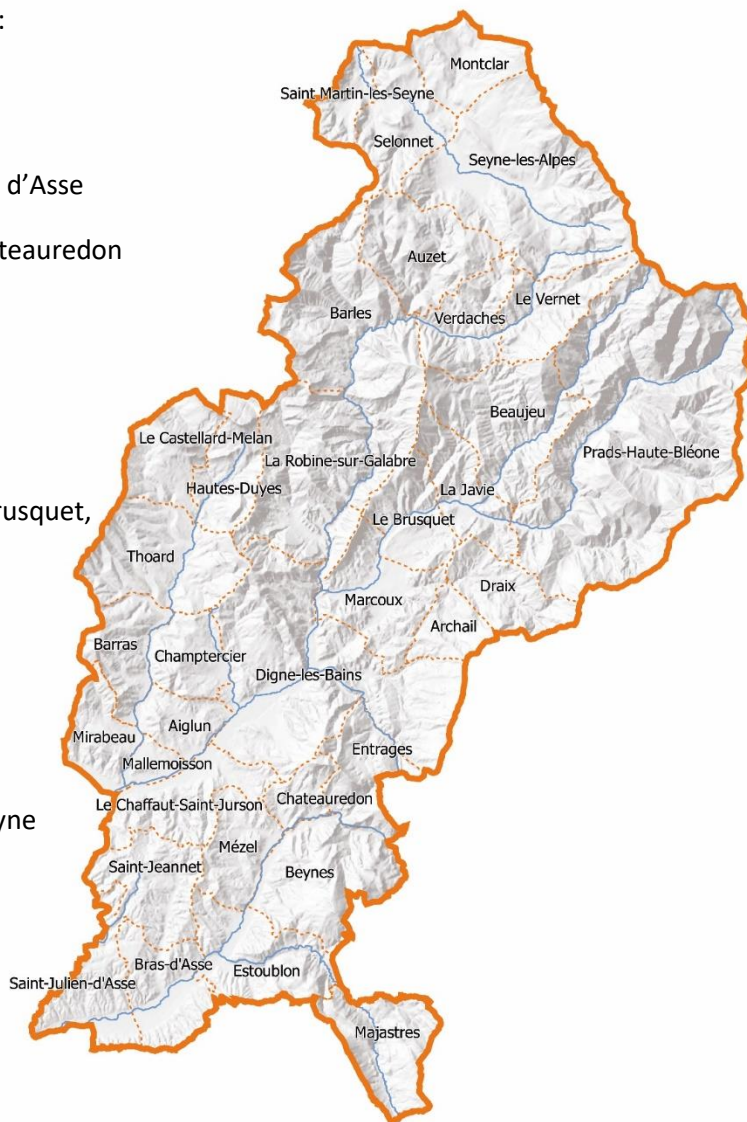 :
Montclar
Saint Martin-les-Seyne
Selonnet
Seyne-les-Alpes
d’Asse
teauredon
Auzet
Le Vernet
Barles
Verdaches
Beaujeu
Le Castellard-Melan
Prads-Haute-Bléone
La Robine-sur-Galabre
Hautes-Duyes
La Javie
rusquet,
Le Brusquet
Thoard
Draix
Marcoux
Archail
Barras
Champtercier
Digne-les-Bains
Aiglun
Mirabeau
Entrages
Mallemoisson
Le Chaffaut-Saint-Jurson
Chateauredon
yne
Mézel
Saint-Jeannet
Beynes
Bras-d'Asse
Estoublon
Saint-Julien-d'Asse
Majastres